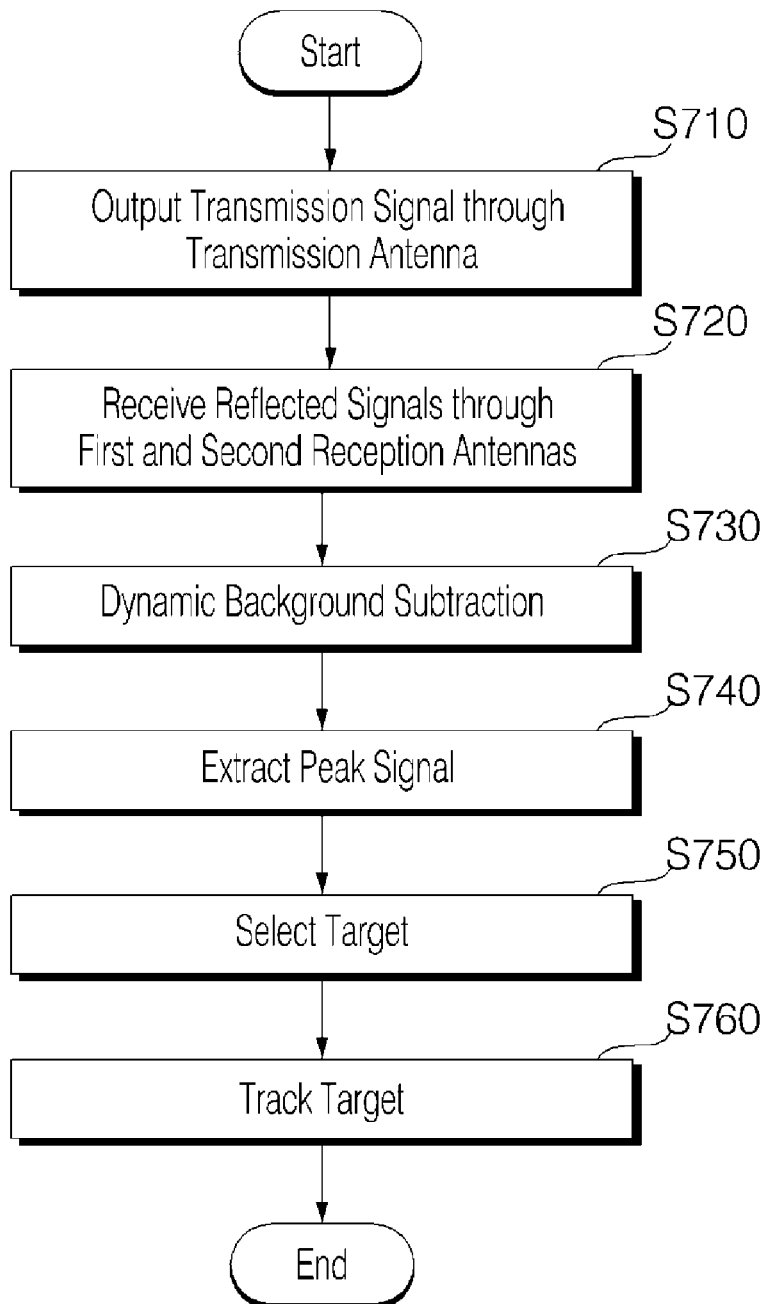 Start
S710
Output Transmission Signal through
Transmission Antenna
S720
Receive Reflected Signals through
First and Second Reception Antennas
S730
Dynamic Background Subtraction
S740
Extract Peak Signal
S750
Select Target
S760
Track Target
End